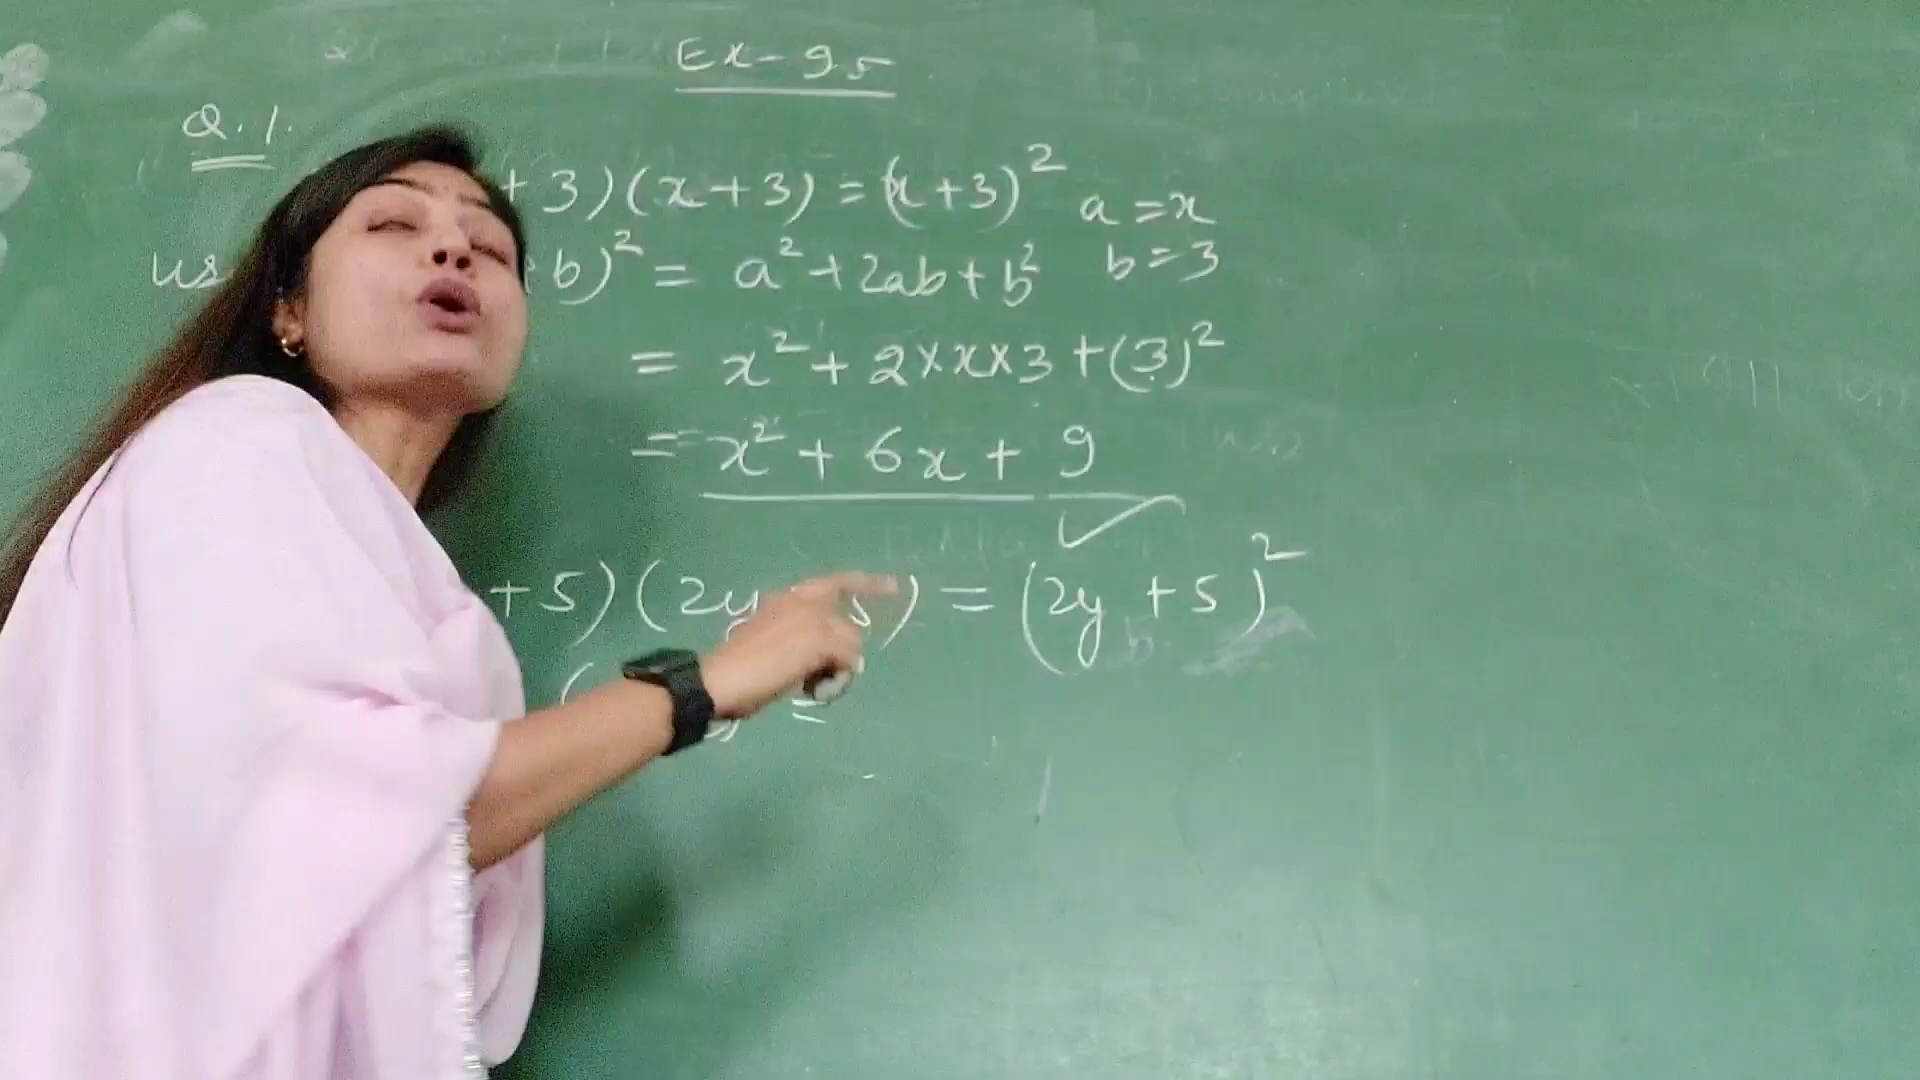 Ex - 9.5
Q. 1.
+ 3) (x + 3) = (x + 3)² a = x
us b)² = a² + 2ab + b² b = 3
= x² + 2 × x × 3 + (3)²
= x² + 6x + 9
+ 5) (2y + 5) = (2y + 5)²
=